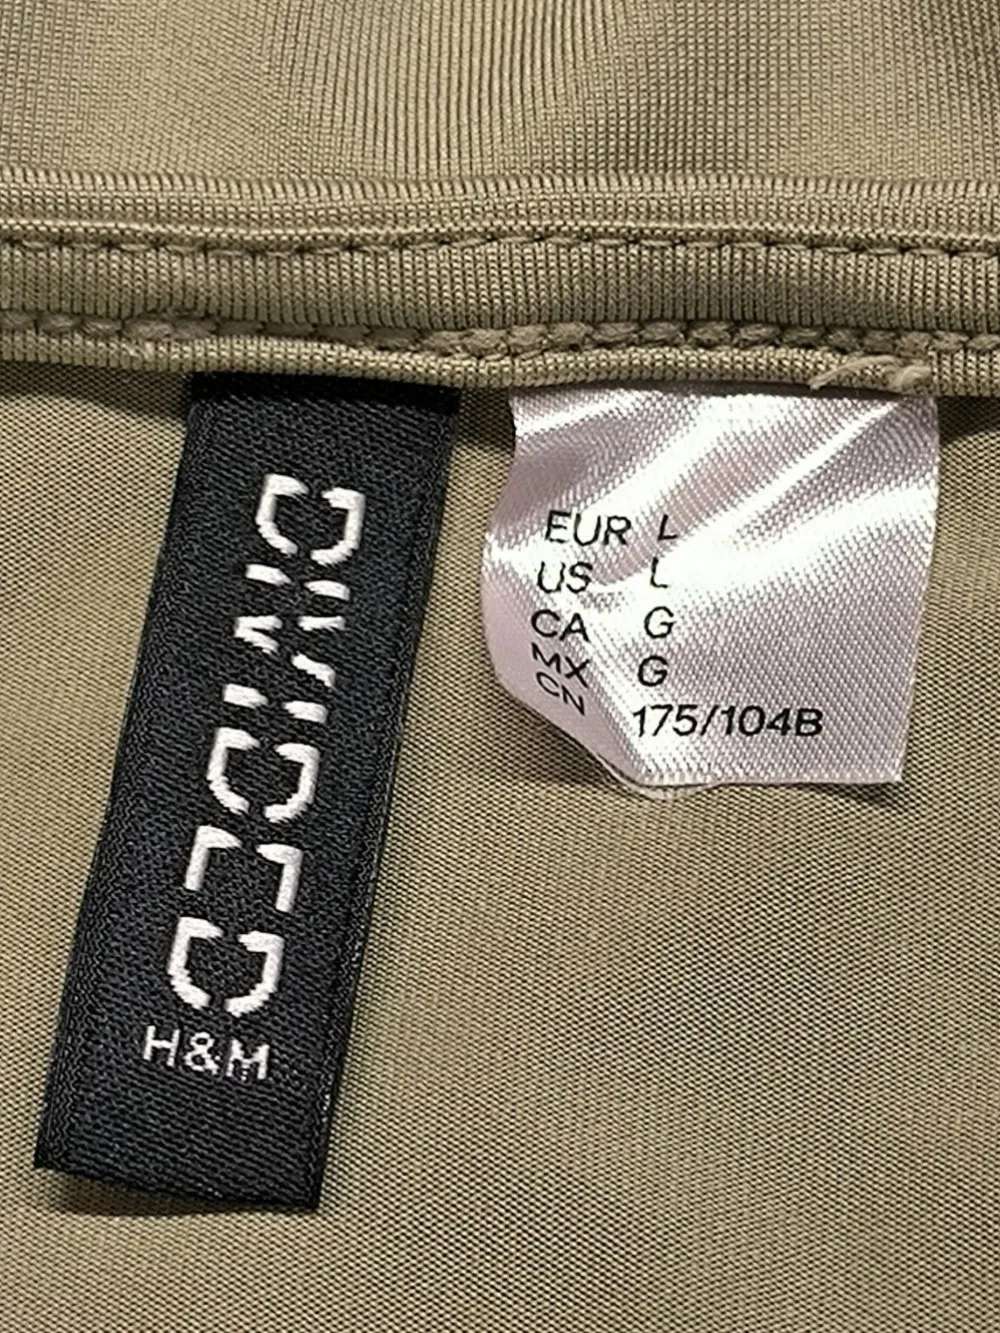 DIVIDED
H&M
EUR L
US L
CA G
MX G
CN 175/104B